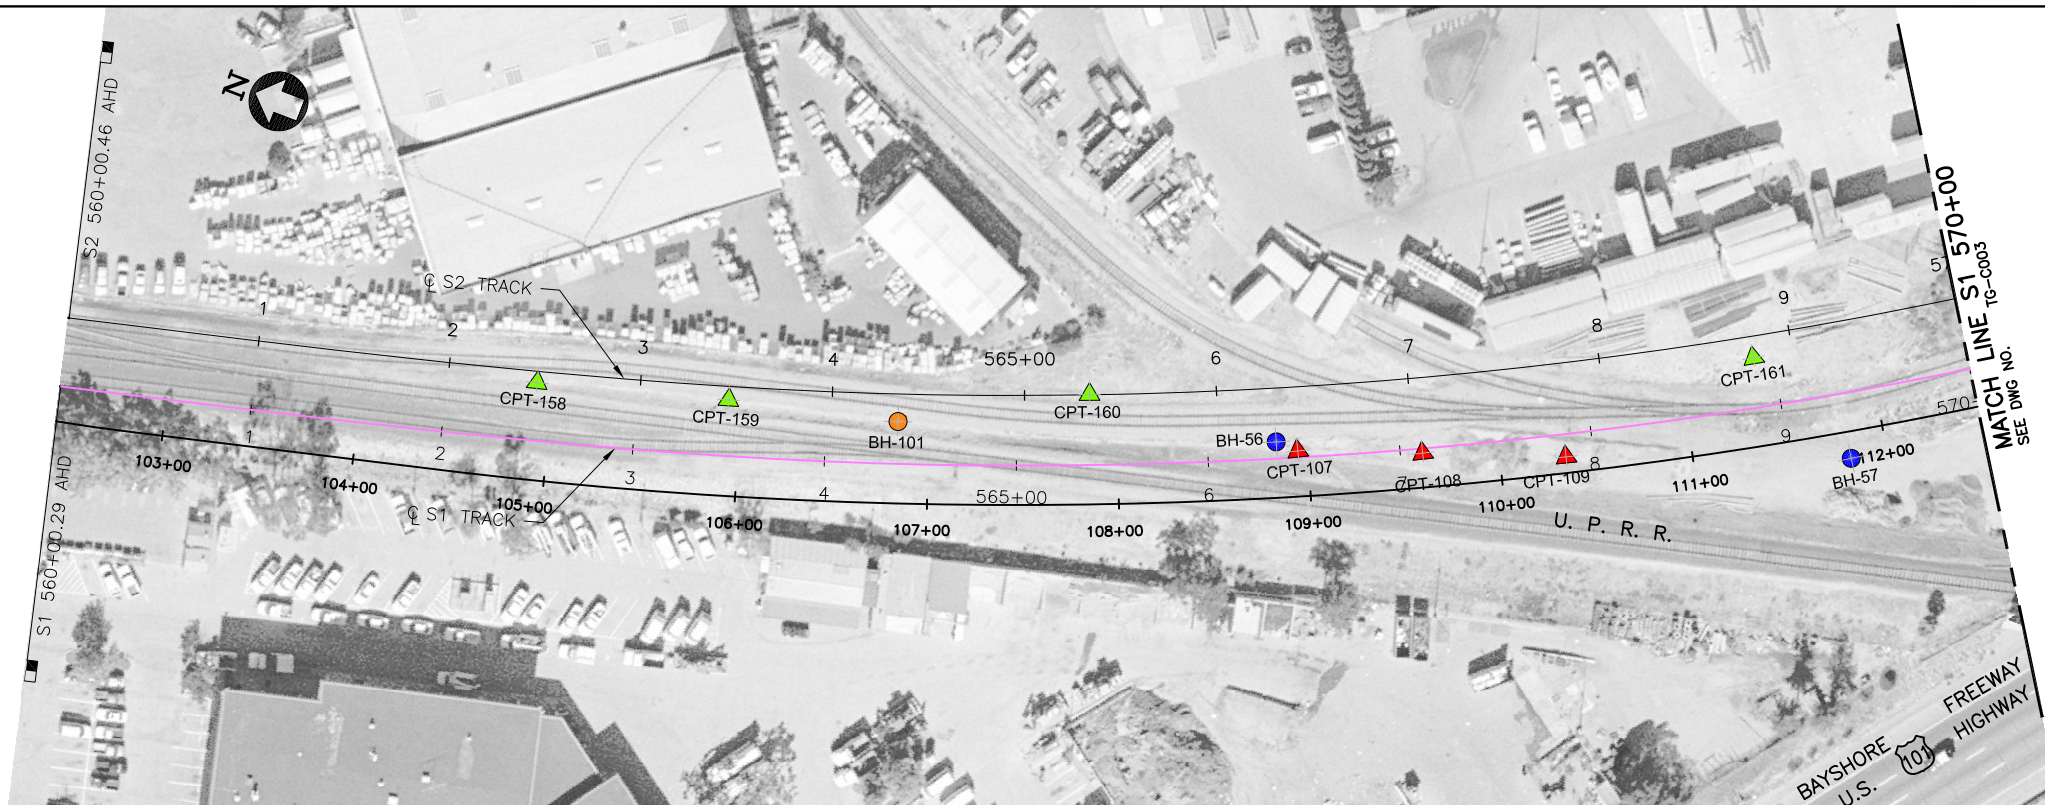 N
S2 560+00.46 AHD
℄ S2 TRACK
1
2
3
4
565+00
6
7
8
9
57
CPT-158
CPT-159
BH-101
CPT-160
BH-56
CPT-107
CPT-108
CPT-109
CPT-161
BH-57
1
2
3
4
565+00
6
7
8
9
570
℄ S1 TRACK
103+00
104+00
105+00
106+00
107+00
108+00
109+00
110+00
111+00
112+00
U. P. R. R.
S1 560+00.29 AHD
MATCH LINE S1 570+00
SEE DWG NO. TG-C003
BAYSHORE FREEWAY
U.S. 101 HIGHWAY